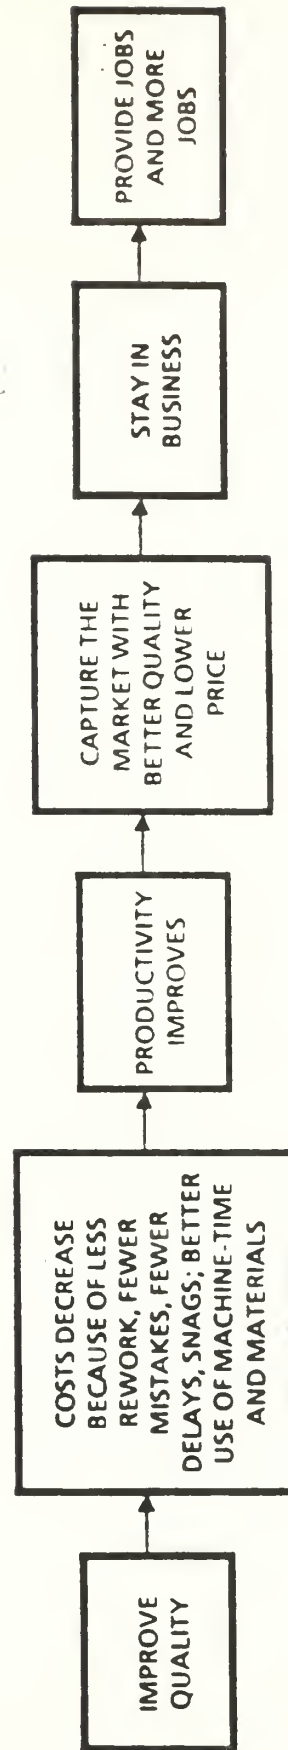 IMPROVE
QUALITY
COSTS DECREASE
BECAUSE OF LESS
REWORK, FEWER
MISTAKES, FEWER
DELAYS, SNAGS; BETTER
USE OF MACHINE-TIME
AND MATERIALS
PRODUCTIVITY
IMPROVES
CAPTURE THE
MARKET WITH
BETTER QUALITY
AND LOWER
PRICE
STAY IN
BUSINESS
PROVIDE JOBS
AND MORE
JOBS